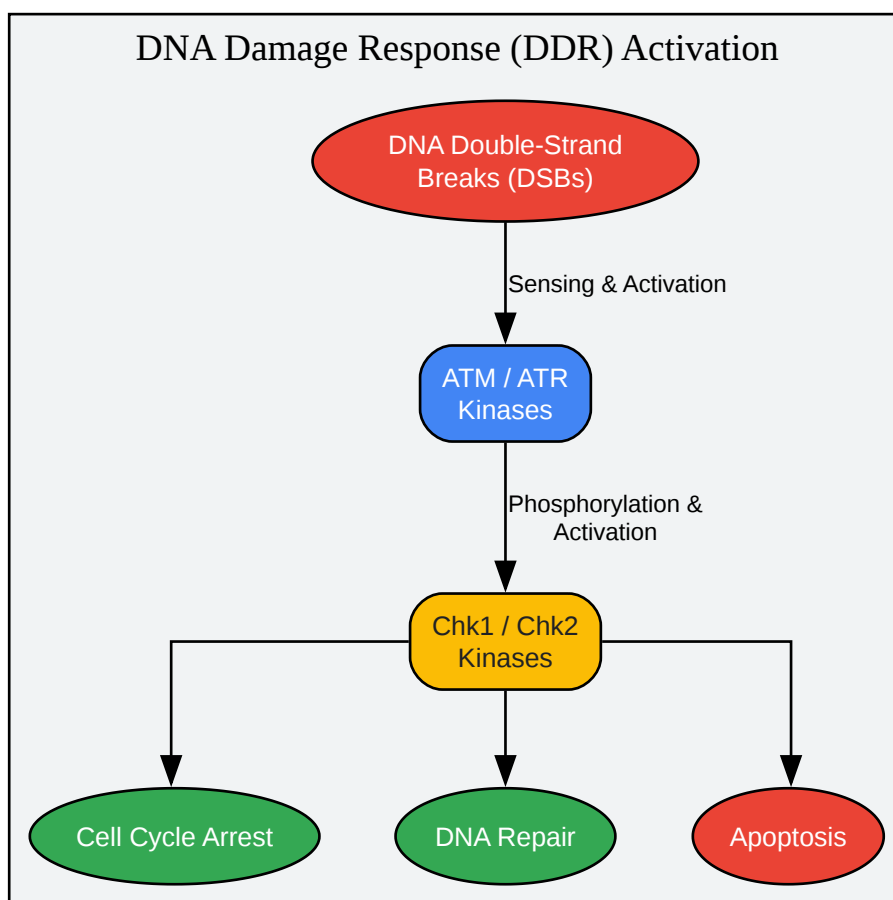 DNA Damage Response (DDR) Activation
DNA Double-Strand
Breaks (DSBs)
Sensing & Activation
ATM / ATR
Kinases
Phosphorylation &
Activation
Chk1 / Chk2
Kinases
Cell Cycle Arrest
DNA Repair
Apoptosis